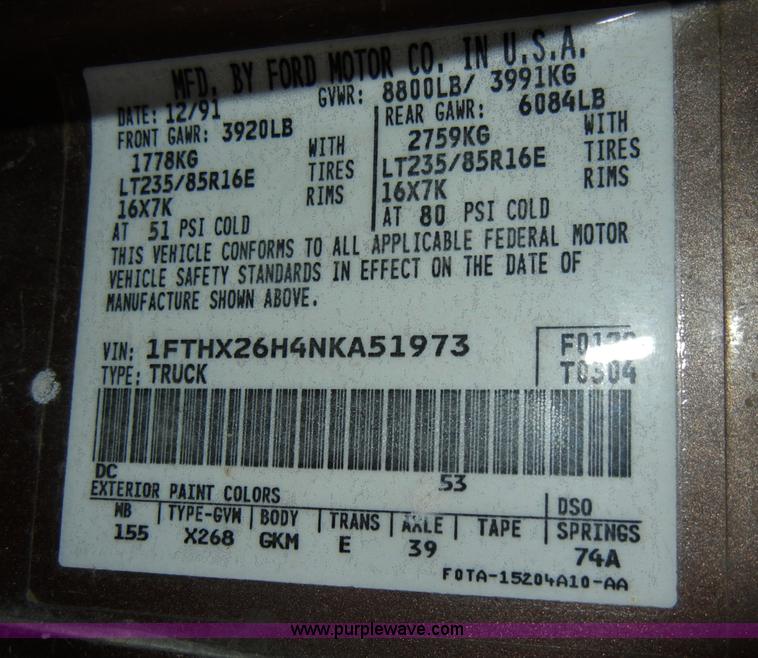 MFD. BY FORD MOTOR CO. IN U.S.A.
DATE: 12/91 GVWR: 8800LB/ 3991KG
FRONT GAWR: 3920LB REAR GAWR: 6084LB
1778KG WITH 2759KG WITH
LT235/85R16E TIRES LT235/85R16E TIRES
16X7K RIMS 16X7K RIMS
AT 51 PSI COLD AT 80 PSI COLD
THIS VEHICLE CONFORMS TO ALL APPLICABLE FEDERAL MOTOR
VEHICLE SAFETY STANDARDS IN EFFECT ON THE DATE OF
MANUFACTURE SHOWN ABOVE.
VIN: 1FTHX26H4NKA51973
TYPE: TRUCK T0304
DC 53
EXTERIOR PAINT COLORS DSO
WB TYPE-GVW BODY TRANS AXLE TAPE SPRINGS
155 X268 GKM E 39 74A
F0TA-15204A10-AA
www.purplewave.com